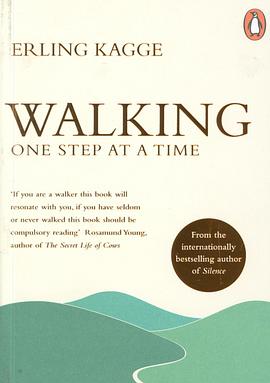 ERLING KAGGE
WALKING
ONE STEP AT A TIME
'If you are a walker this book will
resonate with you, if you have seldom
or never walked this book should be
compulsory reading' Rosamund Young,
author of The Secret Life of Cows
From the
internationally
bestselling author
of Silence